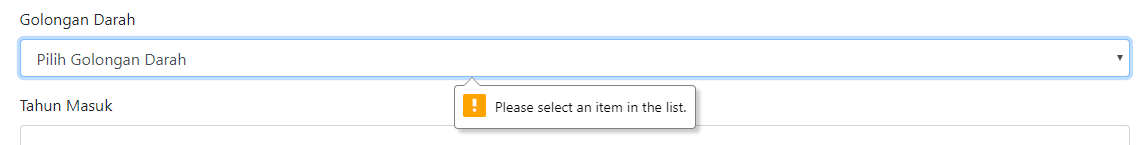 Golongan Darah
Pilih Golongan Darah
Please select an item in the list.
Tahun Masuk